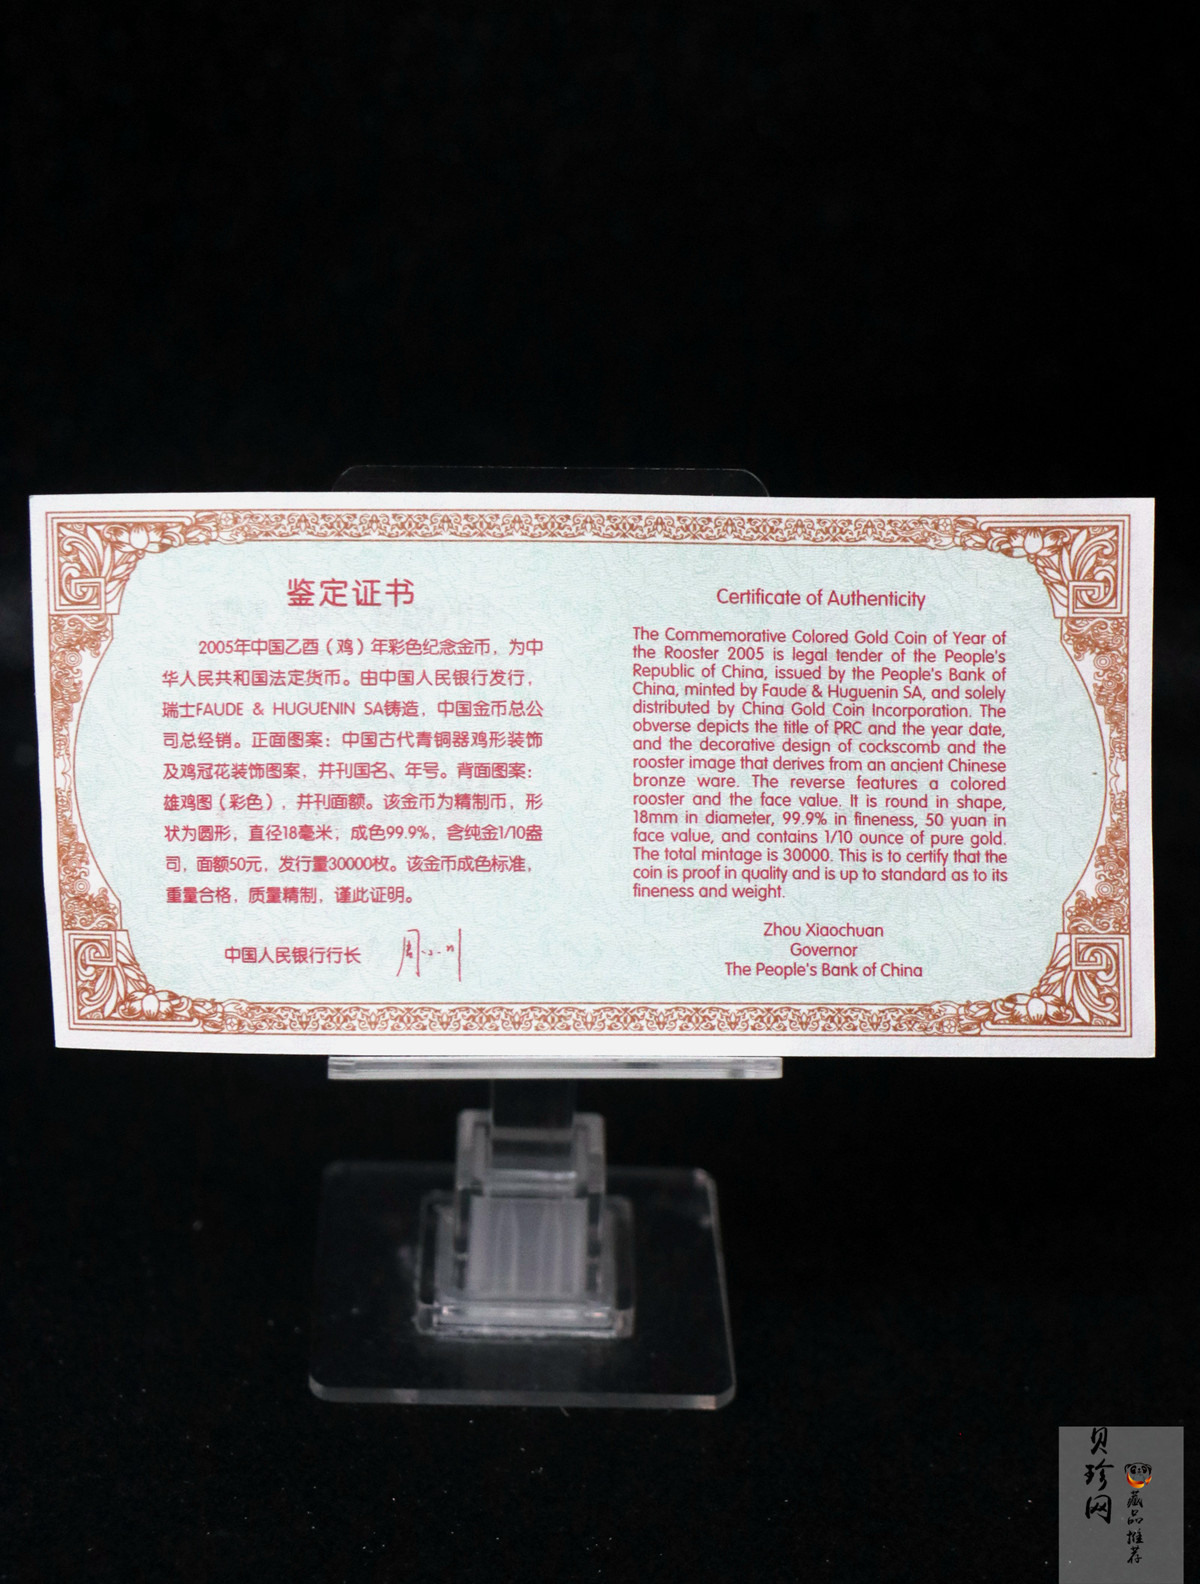 鉴定证书
2005年中国乙酉（鸡）年彩色纪念金币，为中
华人民共和国法定货币。由中国人民银行发行，
瑞士FAUDE & HUGUENIN SA铸造，中国金币总公
司总经销。正面图案：中国古代青铜器鸡形装饰
及鸡冠花装饰图案，并刊国名、年号。背面图案：
雄鸡图（彩色），并刊面额。该金币为精制币，形
状为圆形，直径18毫米，成色99.9%，含纯金1/10盎
司，面额50元，发行量30000枚。该金币成色标准，
重量合格，质量精制，谨此证明。
中国人民银行行长
Certificate of Authenticity
The Commemorative Colored Gold Coin of Year of
the Rooster 2005 is legal tender of the People's
Republic of China, issued by the People's Bank of
China, minted by Faude & Huguenin SA, and solely
distributed by China Gold Coin Incorporation. The
obverse depicts the title of PRC and the year date,
and the decorative design of cockscomb and the
rooster image that derives from an ancient Chinese
bronze ware. The reverse features a colored
rooster and the face value. It is round in shape,
18mm in diameter, 99.9% in fineness, 50 yuan in
face value, and contains 1/10 ounce of pure gold.
The total mintage is 30000. This is to certify that the
coin is proof in quality and is up to standard as to its
fineness and weight.
Zhou Xiaochuan
Governor
The People's Bank of China
贝珍网
藏品推荐